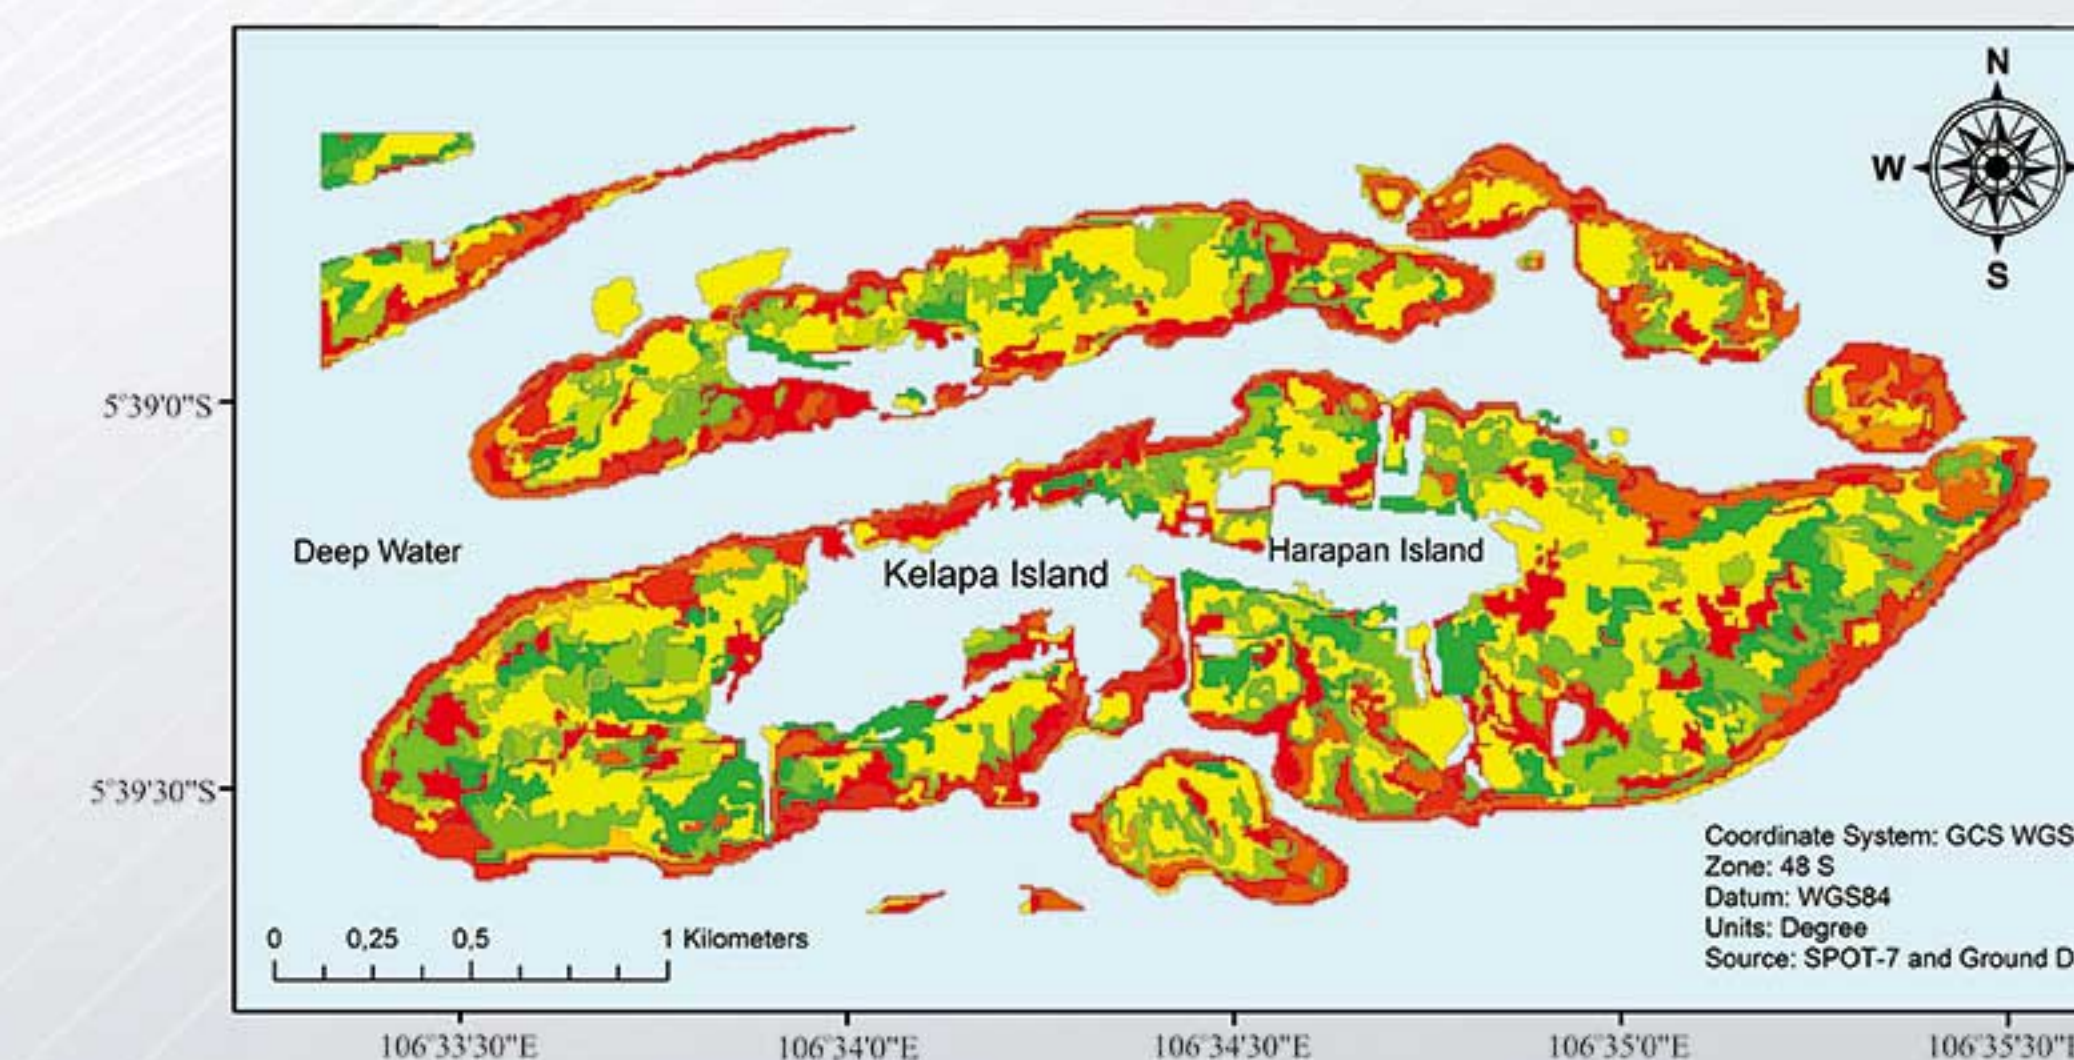 N
W
S
5°39'0"S
Deep Water
Kelapa Island
Harapan Island
5°39'30"S
Coordinate System: GCS WGS
Zone: 48 S
Datum: WGS84
Units: Degree
Source: SPOT-7 and Ground D
0 0,25 0,5 1 Kilometers
106°33'30"E 106°34'0"E 106°34'30"E 106°35'0"E 106°35'30"E